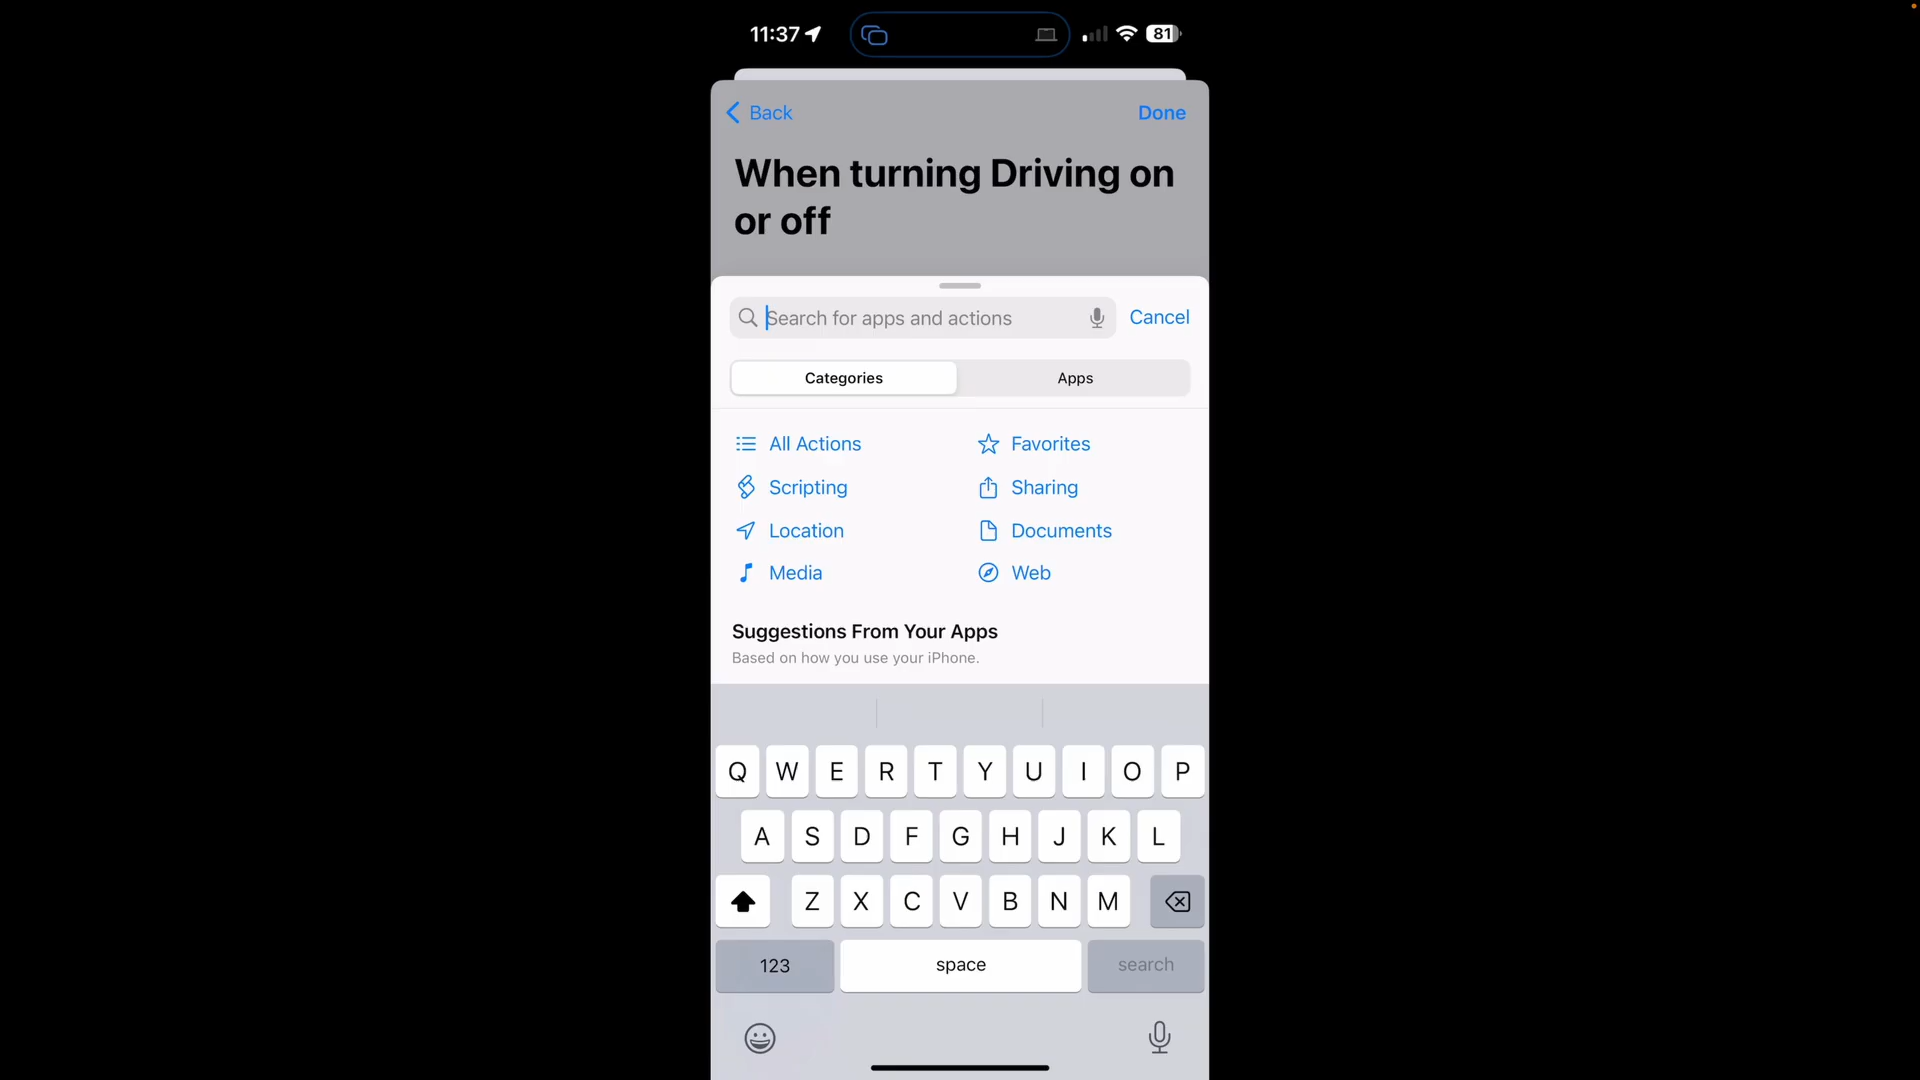 11:37
81
Back
Done
When turning Driving on
or off
Search for apps and actions
Cancel
Categories
Apps
All Actions
Favorites
Scripting
Sharing
Location
Documents
Media
Web
Suggestions From Your Apps
Based on how you use your iPhone.
Q W E R T Y U I O P
A S D F G H J K L
Z X C V B N M
123
space
search